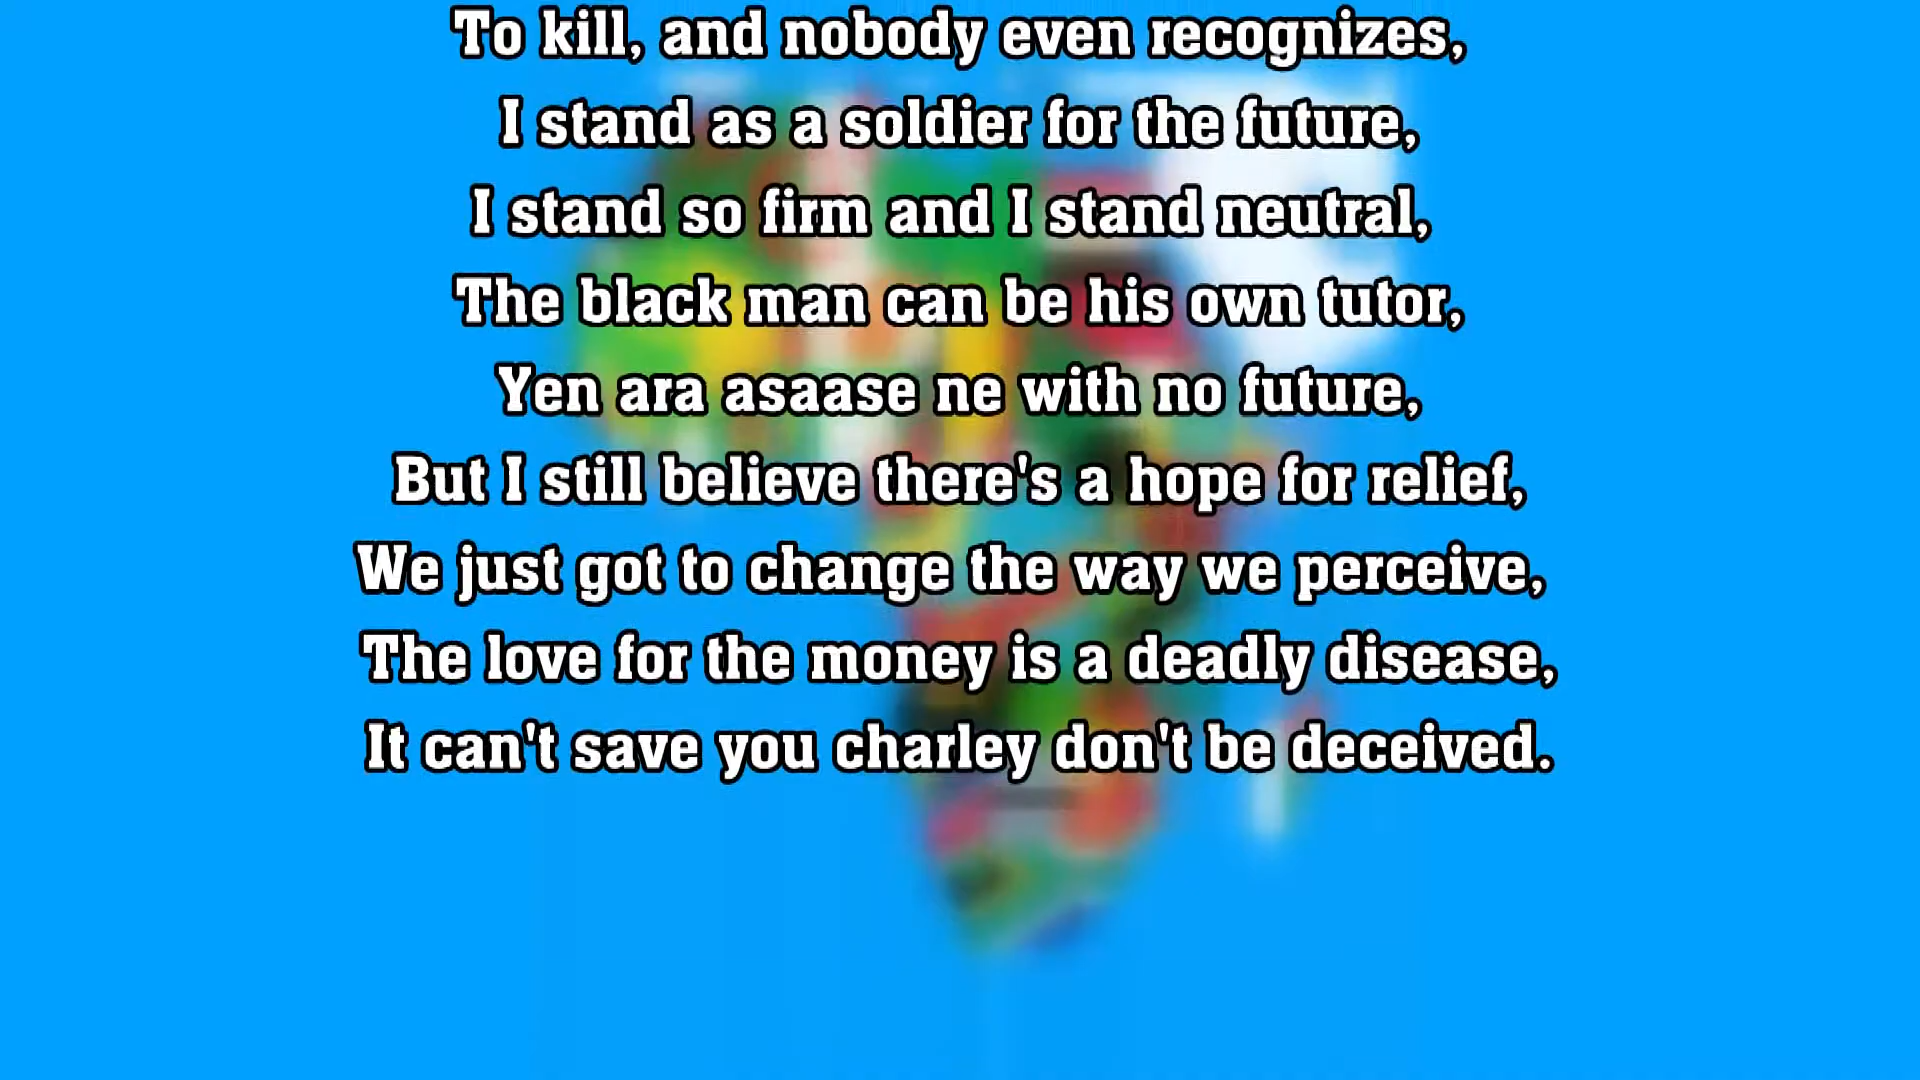 To kill, and nobody even recognizes,
I stand as a soldier for the future,
I stand so firm and I stand neutral,
The black man can be his own tutor,
Yen ara asaase ne with no future,
But I still believe there's a hope for relief,
We just got to change the way we perceive,
The love for the money is a deadly disease,
It can't save you charley don't be deceived.